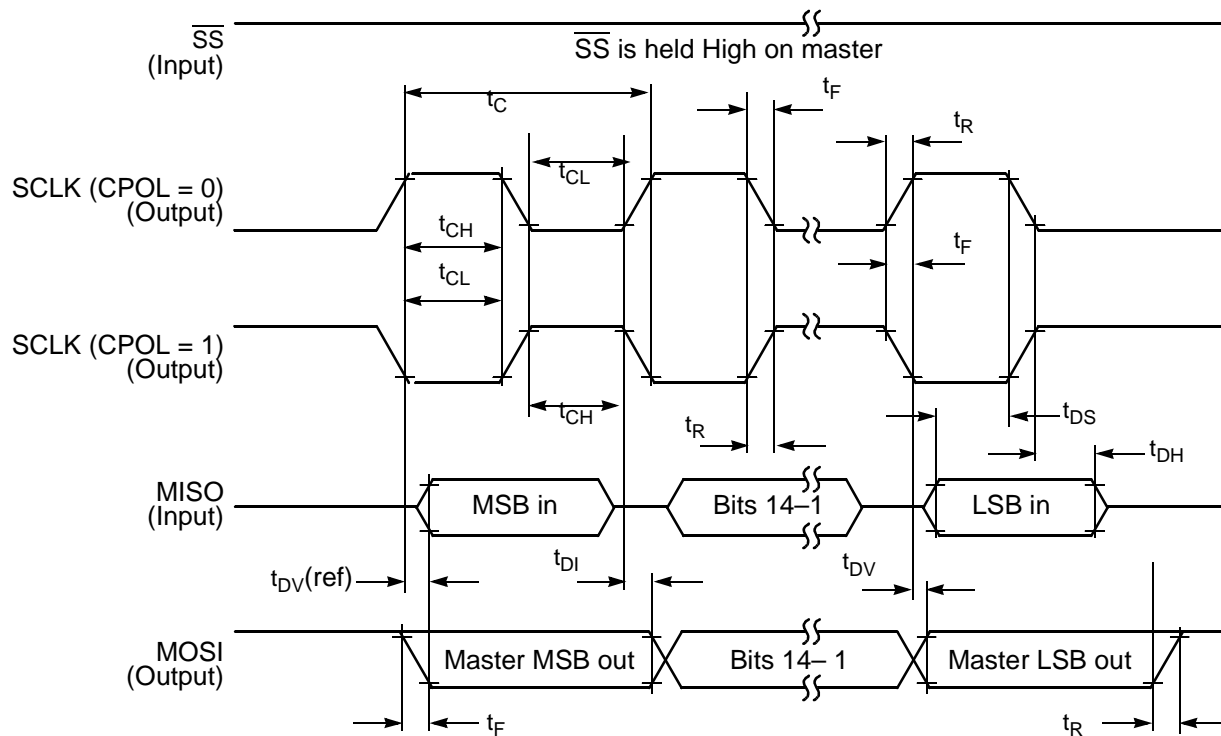 SS
(Input)
SS is held High on master
tC
tF
tR
tCL
SCLK (CPOL = 0)
(Output)
tCH
tF
tCL
SCLK (CPOL = 1)
(Output)
tCH
tR
tDS
tDH
MISO
(Input)
MSB in
Bits 14–1
LSB in
tDI
tDV(ref)
tDV
MOSI
(Output)
Master MSB out
Bits 14– 1
Master LSB out
tF
tR